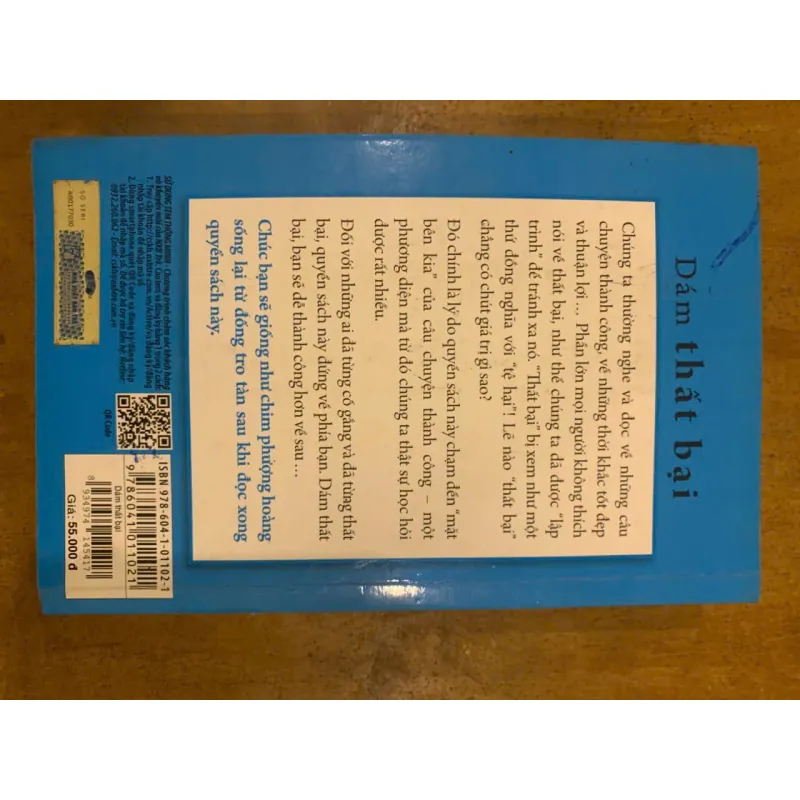 Dám thất bại
Chúng ta thường nghe và đọc về những câu
chuyện thành công, về những thời khắc tốt đẹp
và thuận lợi … Phần lớn mọi người không thích
nói về thất bại, như thể chúng ta đã được “lập
trình” để tránh xa nó. “Thất bại” bị xem như một
thứ đồng nghĩa với “tệ hại”! Lẽ nào “thất bại”
chẳng có chút giá trị gì sao?
Đó chính là lý do quyển sách này chạm đến “mặt
bên kia” của câu chuyện thành công – một
phương diện mà từ đó chúng ta thật sự học hỏi
được rất nhiều.
Đối với những ai đã từng cố gắng và đã từng thất
bại, quyển sách này đứng về phía bạn. Dám thất
bại, bạn sẽ dễ thành công hơn về sau …
Chúc bạn sẽ giống như chim phượng hoàng
sống lại từ đống tro tàn sau khi đọc xong
quyển sách này.
SỐ SERI
A80177030
QR Code
ISBN 978-604-1-01102-1
9 786041 011021
Dám thất bại
8 934974 145417
Giá: 55.000 đ